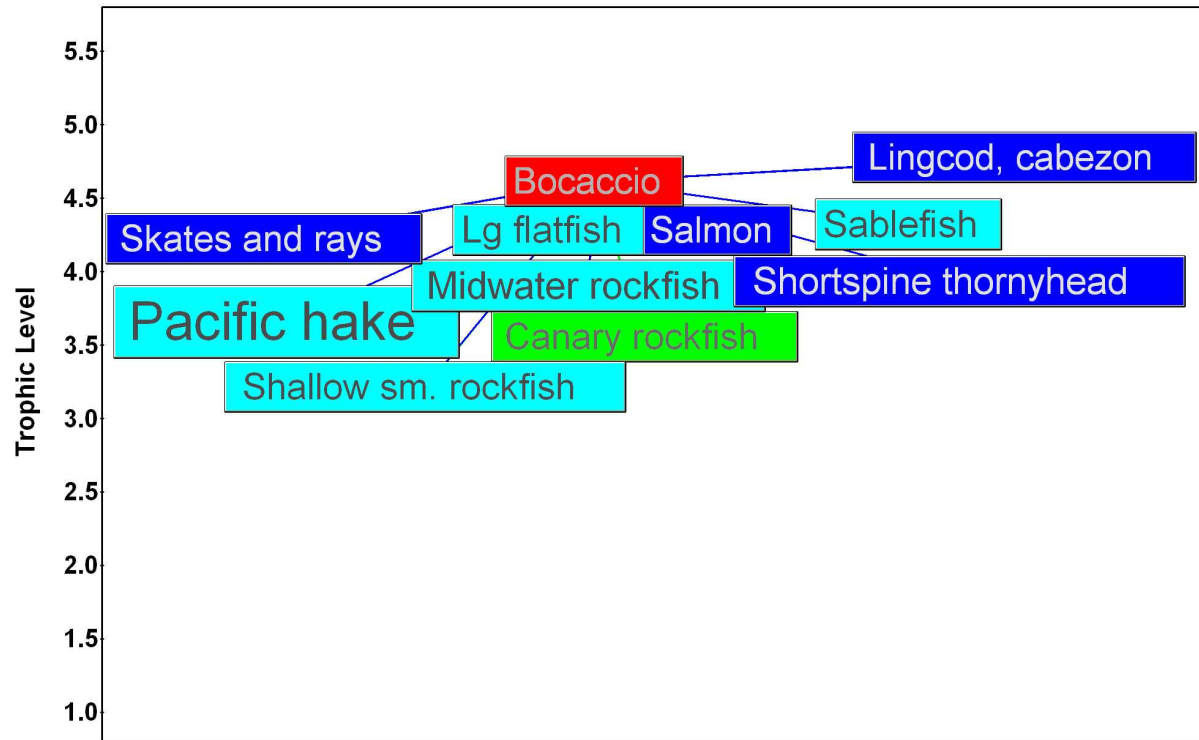 Trophic Level
5.5
5.0
4.5
4.0
3.5
3.0
2.5
2.0
1.5
1.0
Lingcod, cabezon
Bocaccio
Lg flatfish
Salmon
Sablefish
Skates and rays
Midwater rockfish
Shortspine thornyhead
Pacific hake
Canary rockfish
Shallow sm. rockfish